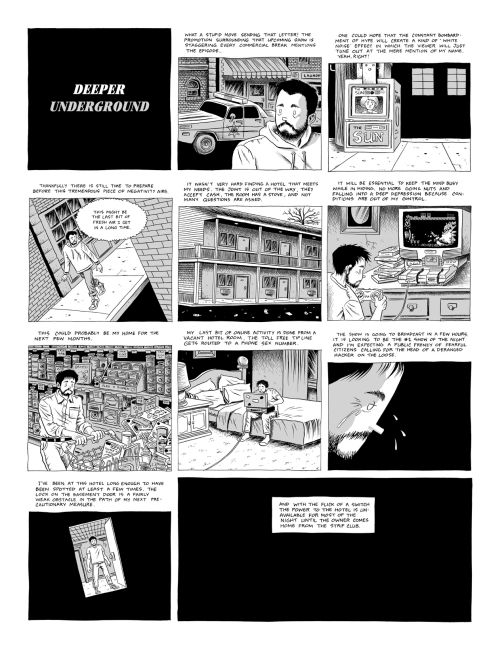 DEEPER
UNDERGROUND
WHAT A STUPID MOVE SENDING THAT LETTER! THE
PROMOTION SURROUNDING THAT UPCOMING SHOW IS
STAGGERING. EVERY COMMERCIAL BREAK MENTIONS
THE EPISODE.
ONE COULD HOPE THAT THE CONSTANT BOMBARD-
MENT OF HYPE WILL CREATE A KIND OF 'WHITE
NOISE' EFFECT IN WHICH THE VIEWER WILL JUST
TUNE OUT AT THE MERE MENTION OF MY NAME.
YEAH, RIGHT!
THE
SUN
THANKFULLY THERE IS STILL TIME TO PREPARE
BEFORE THIS TREMENDOUS PIECE OF NEGATIVITY AIRS.
THIS MIGHT BE
THE LAST BIT OF
FRESH AIR I GET
IN A LONG TIME.
IT WASN'T VERY HARD FINDING A HOTEL THAT MEETS
MY NEEDS. THE JOINT IS OUT OF THE WAY, THEY
ACCEPT CASH, THE ROOM HAS A STOVE, AND NOT
MANY QUESTIONS ARE ASKED.
IT WILL BE ESSENTIAL TO KEEP THE MIND BUSY
WHILE IN HIDING. NO MORE GOING NUTS AND
FALLING INTO A DEEP DEPRESSION BECAUSE CON-
DITIONS ARE OUT OF MY CONTROL.
THIS COULD PROBABLY BE MY HOME FOR THE
NEXT FEW MONTHS.
MY LAST BIT OF ONLINE ACTIVITY IS DONE FROM A
VACANT HOTEL ROOM. THE TOLL FREE TIP-LINE
GETS ROUTED TO A PHONE SEX NUMBER.
THE SHOW IS GOING TO BROADCAST IN A FEW HOURS.
IT IS LOOKING TO BE THE #1 SHOW OF THE NIGHT
AND I'M EXPECTING A PUBLIC FRENZY OF FEARFUL
CITIZENS CALLING FOR THE HEAD OF A DERANGED
HACKER ON THE LOOSE.
I'VE BEEN AT THIS HOTEL LONG ENOUGH TO HAVE
BEEN SPOTTED AT LEAST A FEW TIMES. THE
LOCK ON THE BASEMENT DOOR IS A FAIRLY
WEAK OBSTACLE IN THE PATH OF MY NEXT PRE-
CAUTIONARY MEASURE.
AND WITH THE FLICK OF A SWITCH
THE POWER TO THE HOTEL IS UN-
AVAILABLE FOR MOST OF THE
NIGHT UNTIL THE OWNER COMES
HOME FROM THE STRIP CLUB.